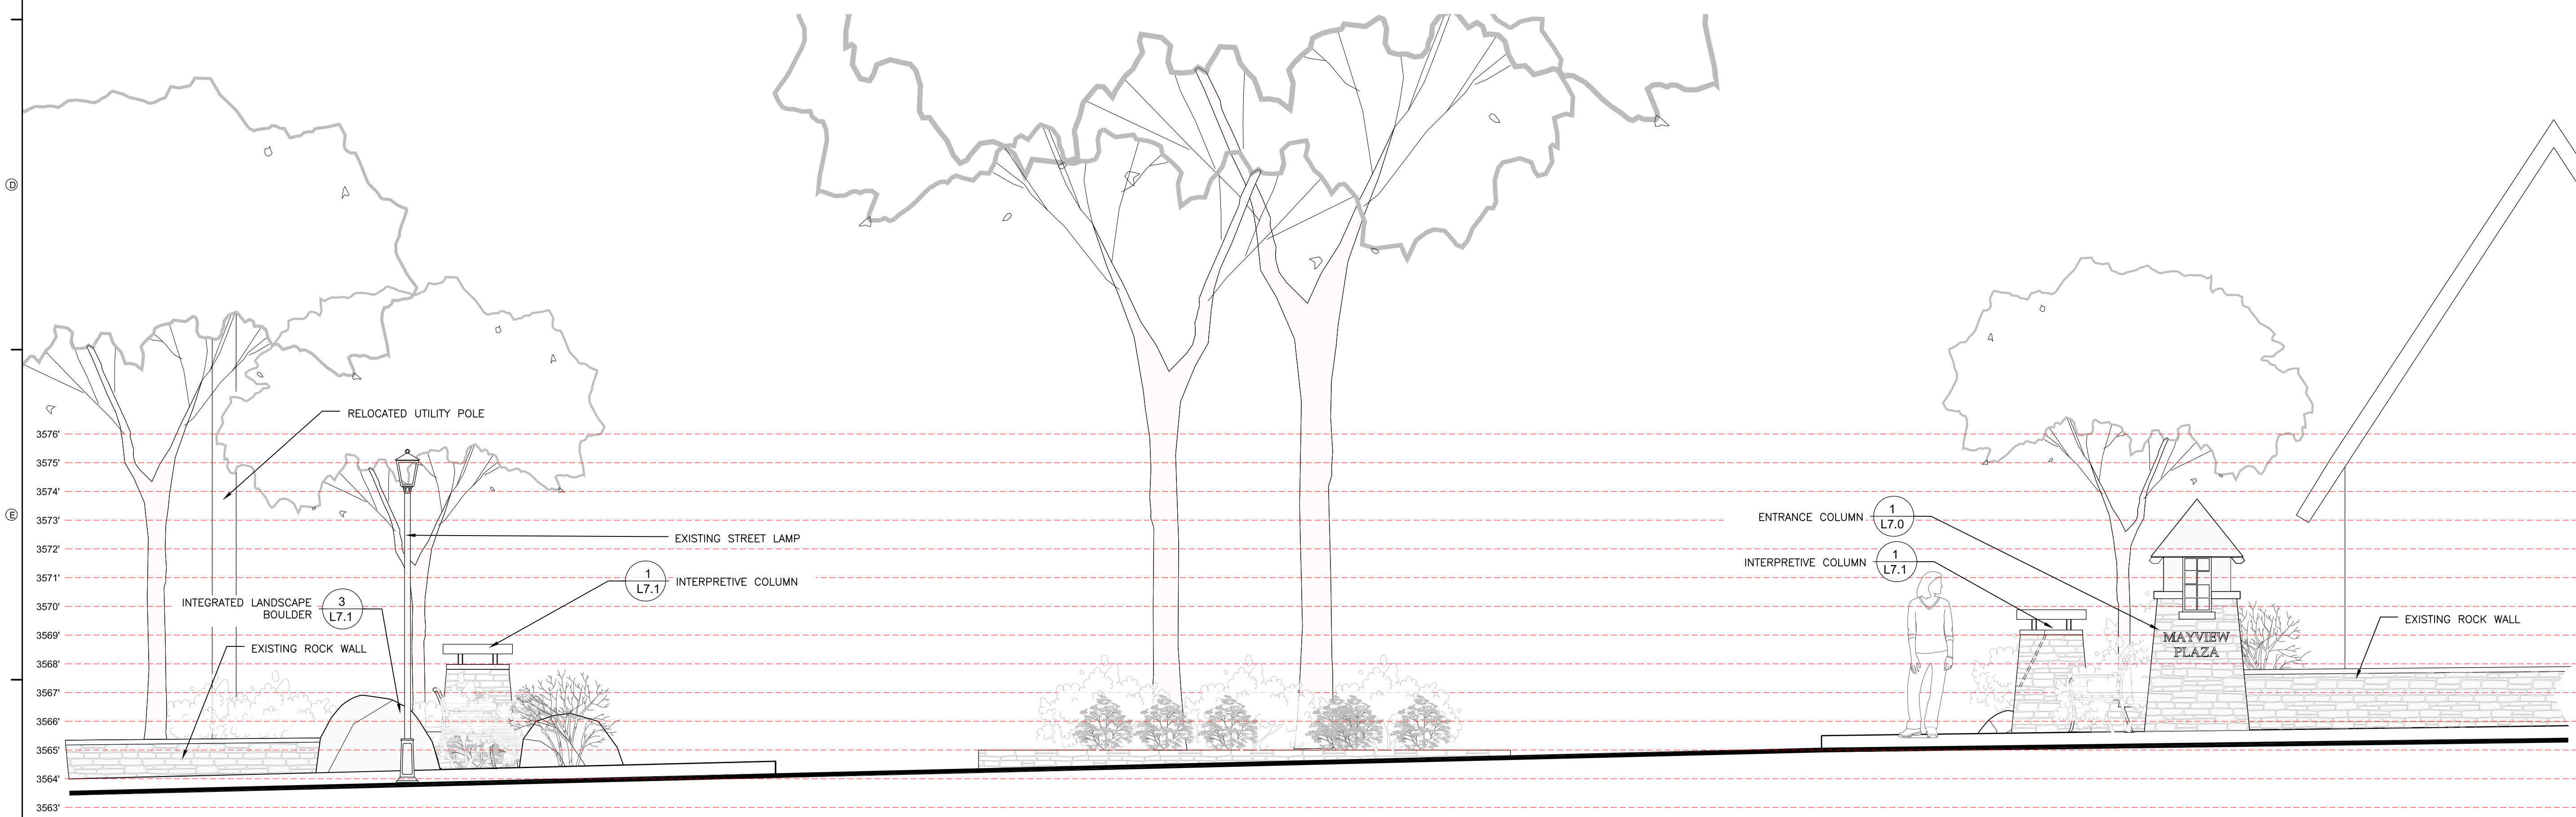 D
RELOCATED UTILITY POLE
3576'
3575'
3574'
E
3573'
ENTRANCE COLUMN
1
L7.0
EXISTING STREET LAMP
3572'
INTERPRETIVE COLUMN
1
L7.1
3571'
1
L7.1
INTERPRETIVE COLUMN
INTEGRATED LANDSCAPE
BOULDER
3
L7.1
3570'
3569'
EXISTING ROCK WALL
MAYVIEW
PLAZA
EXISTING ROCK WALL
3568'
3567'
3566'
3565'
3564'
3563'